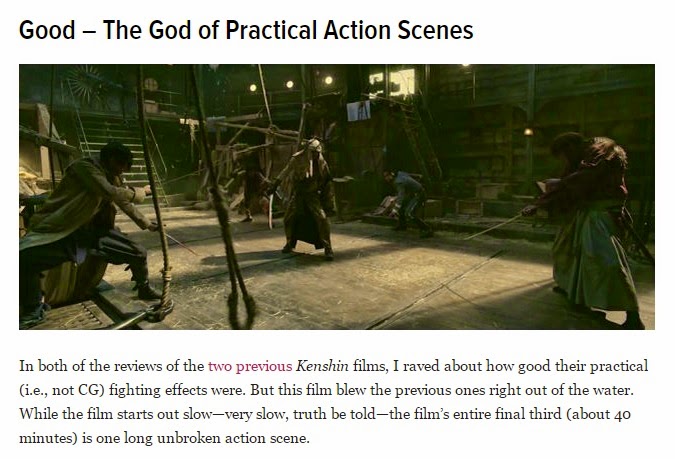 Good – The God of Practical Action Scenes
In both of the reviews of the two previous Kenshin films, I raved about how good their practical
(i.e., not CG) fighting effects were. But this film blew the previous ones right out of the water.
While the film starts out slow—very slow, truth be told—the film’s entire final third (about 40
minutes) is one long unbroken action scene.